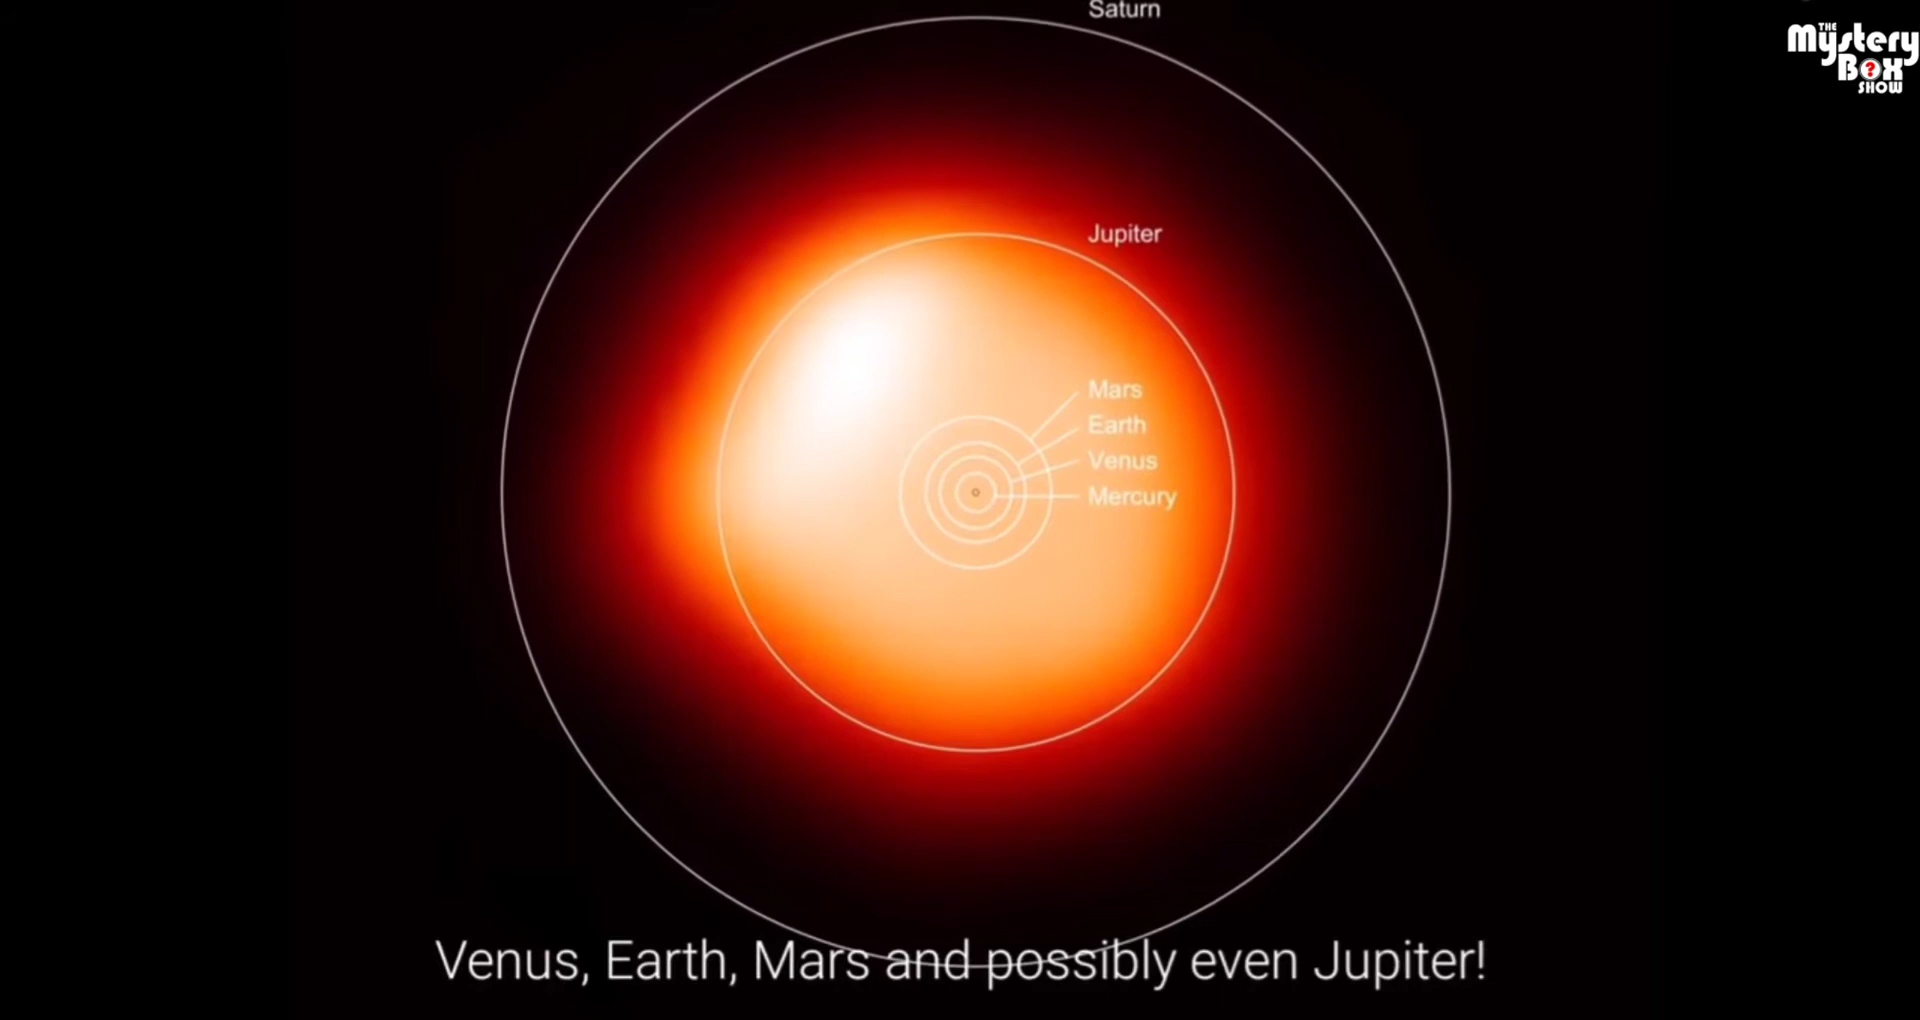 Saturn
THE
Mystery
Box
SHOW
Jupiter
Mars
Earth
Venus
Mercury
Venus, Earth, Mars and possibly even Jupiter!